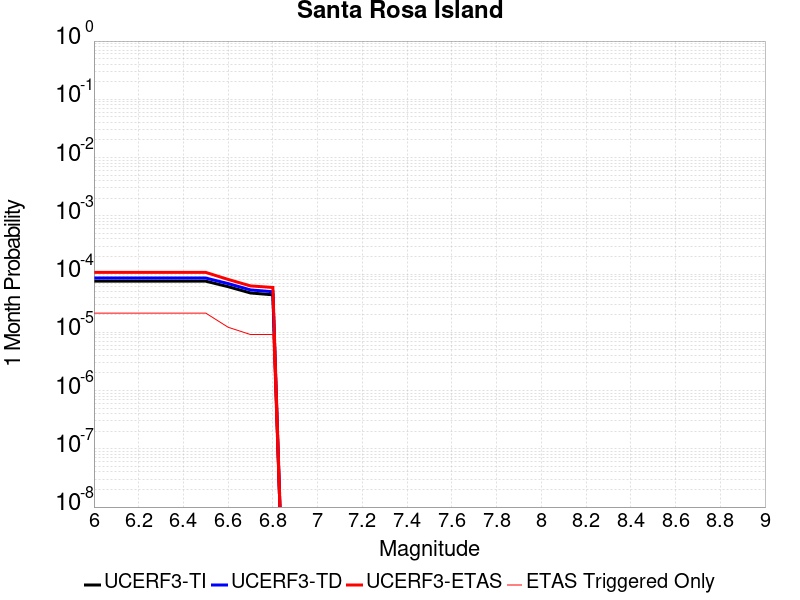 Santa Rosa Island
10^0
10^-1
10^-2
10^-3
10^-4
10^-5
10^-6
10^-7
10^-8
1 Month Probability
6 6.2 6.4 6.6 6.8 7 7.2 7.4 7.6 7.8 8 8.2 8.4 8.6 8.8 9
Magnitude
UCERF3-TI UCERF3-TD UCERF3-ETAS ETAS Triggered Only